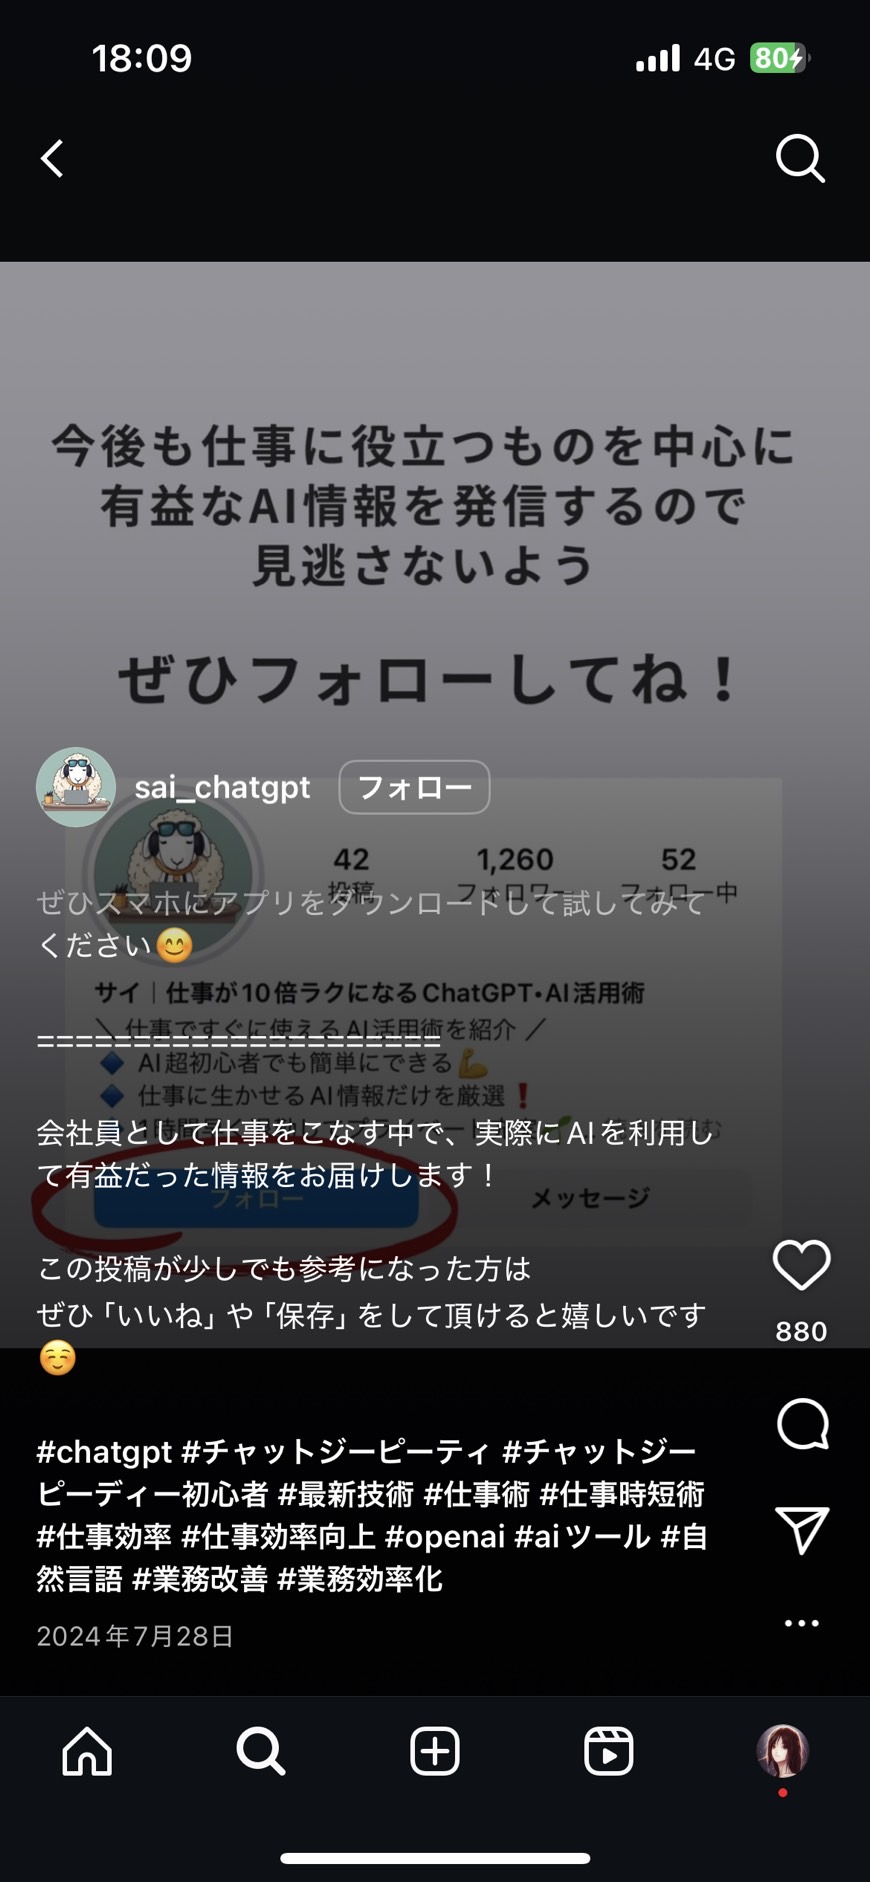 18:09
4G 80
今後も仕事に役立つものを中心に
有益なAI情報を発信するので
見逃さないよう
ぜひフォローしてね！
sai_chatgpt フォロー
42 1,260 52
投稿 フォロワー フォロー中
ぜひスマホにアプリをダウンロードして試してみて
ください😊
サイ｜仕事が10倍ラクになるChatGPT•AI活用術
＼ 仕事ですぐに使えるAI活用術を紹介 ／
=====================
🔷 AI超初心者でも簡単にできる💪
🔷 仕事に生かせるAI情報だけを厳選❗
会社員として仕事をこなす中で、実際にAIを利用し
て有益だった情報をお届けします！
フォロー メッセージ
この投稿が少しでも参考になった方は
ぜひ「いいね」や「保存」をして頂けると嬉しいです
☺️
880
#chatgpt #チャットジーピーティ #チャットジー
ピーディー初心者 #最新技術 #仕事術 #仕事時短術
#仕事効率 #仕事効率向上 #openai #aiツール #自
然言語 #業務改善 #業務効率化
2024年7月28日